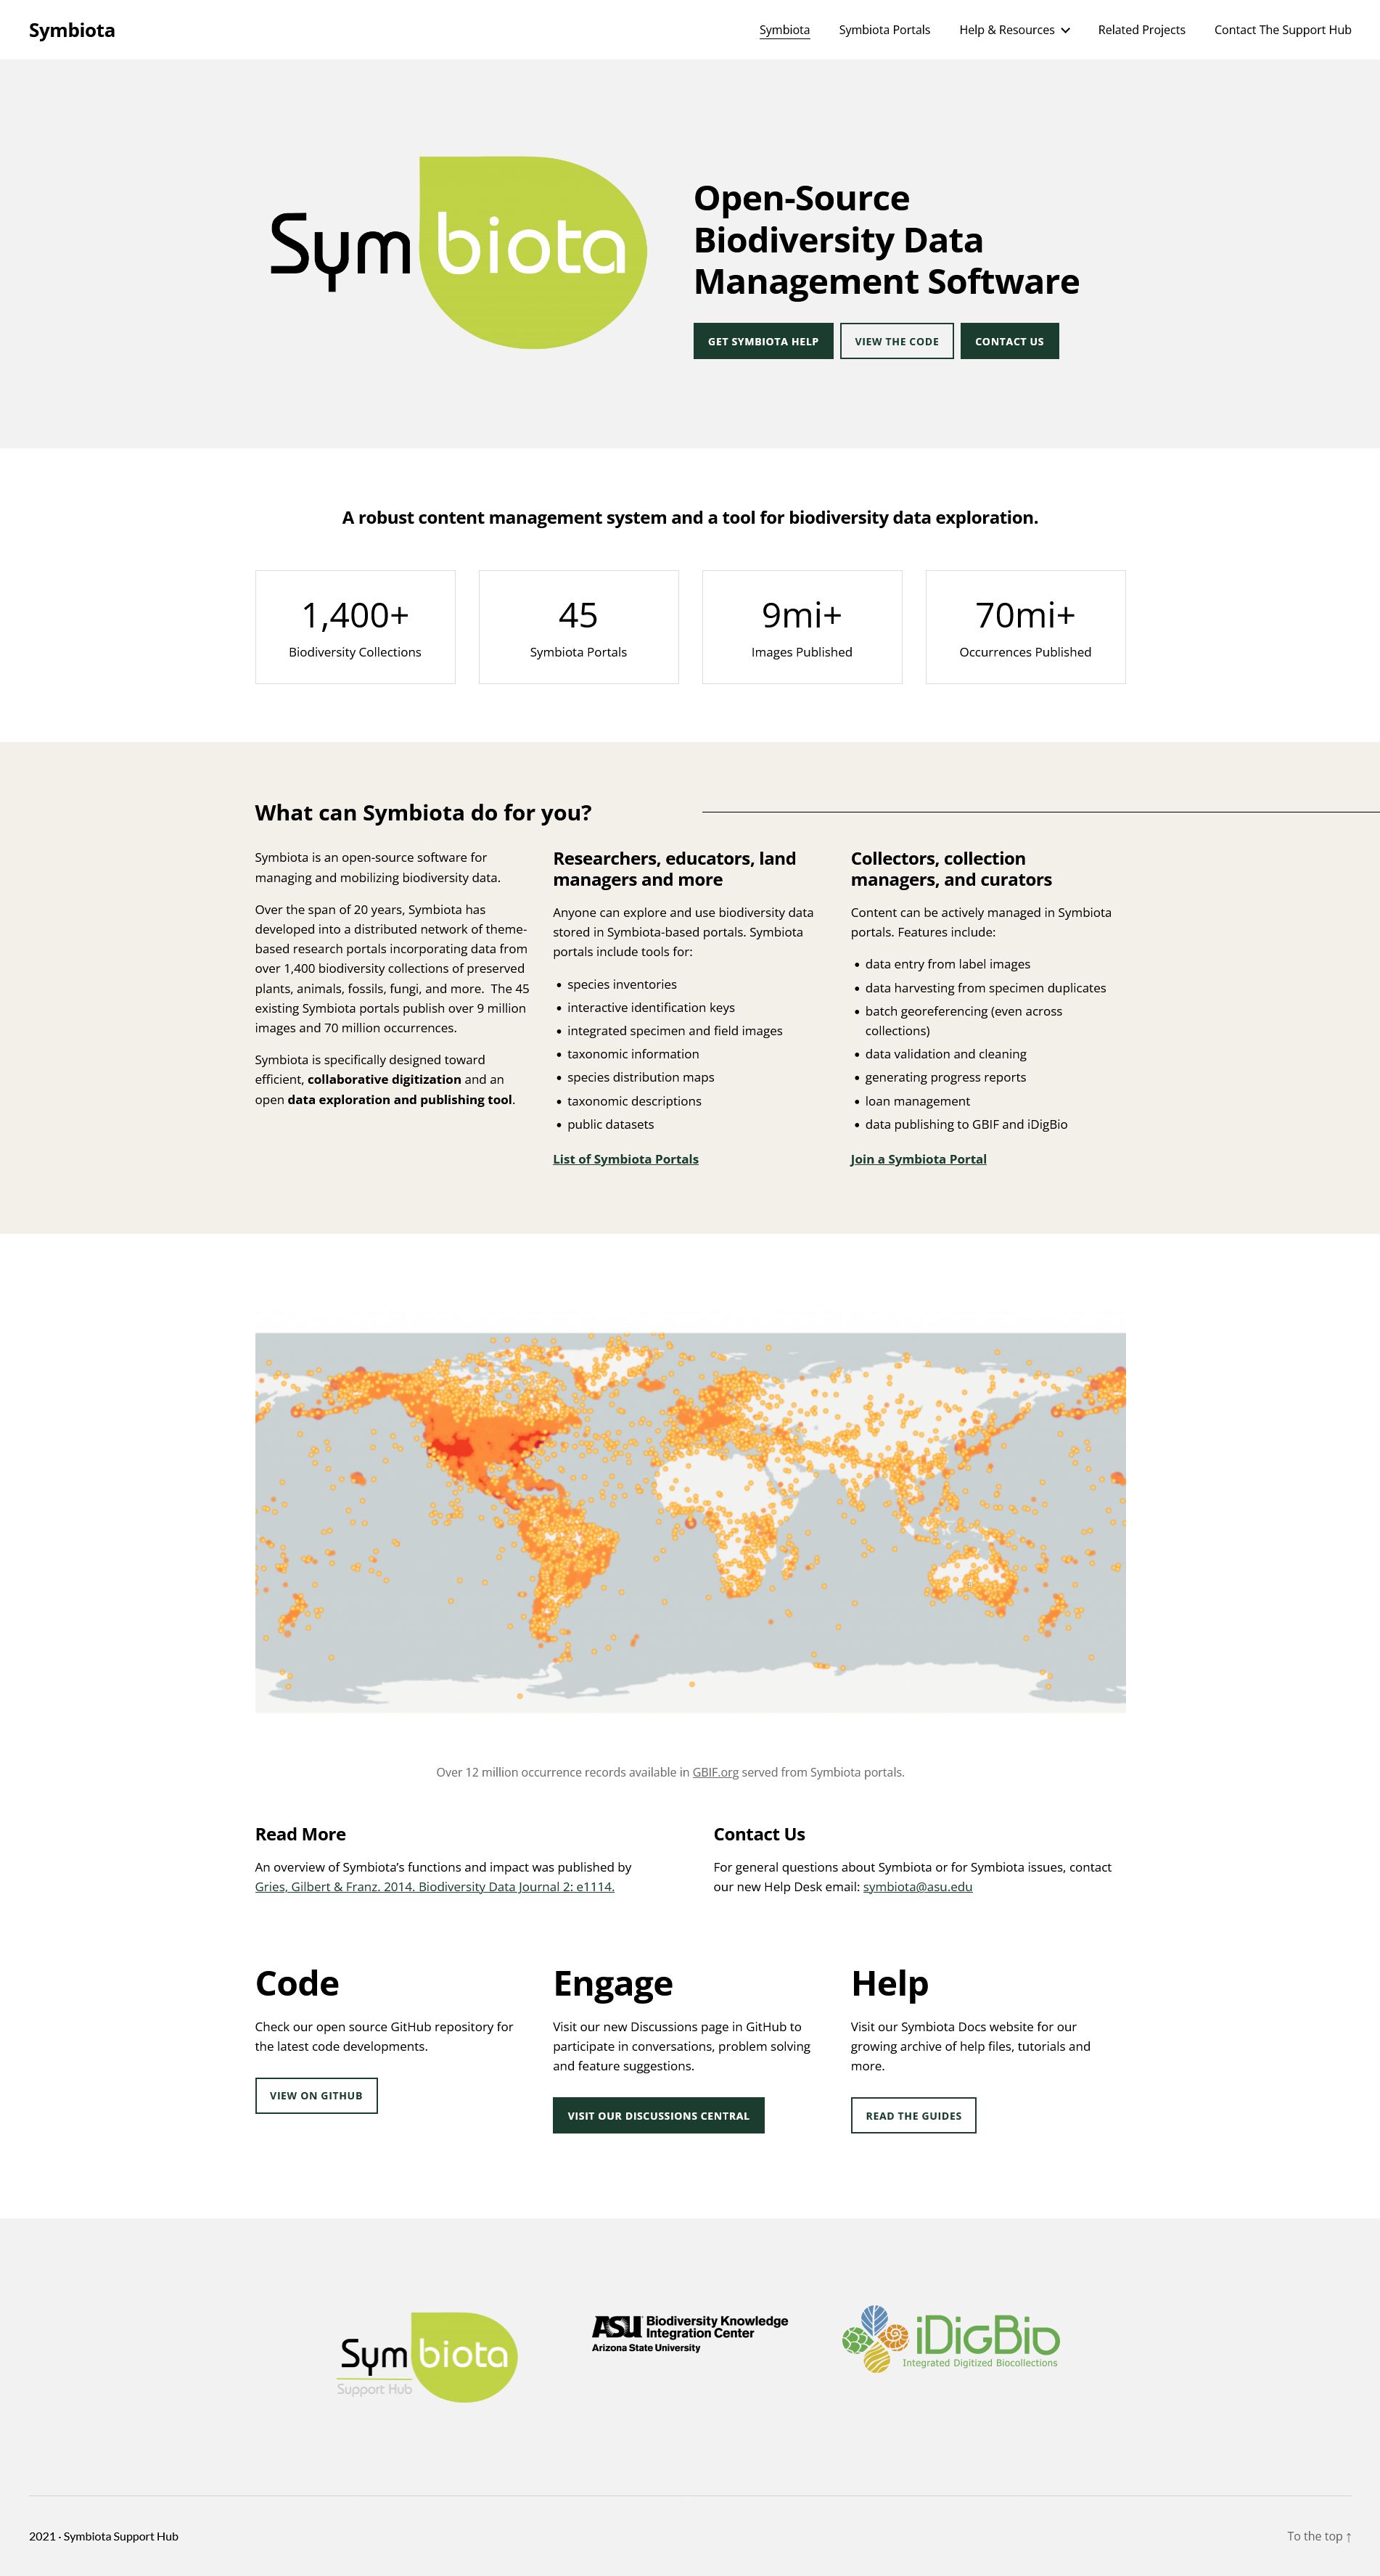 Symbiota
Symbiota
Symbiota Portals
Help & Resources
Related Projects
Contact The Support Hub
Symbiota
Open-Source
Biodiversity Data
Management Software
GET SYMBIOTA HELP
VIEW THE CODE
CONTACT US
A robust content management system and a tool for biodiversity data exploration.
1,400+
Biodiversity Collections
45
Symbiota Portals
9mi+
Images Published
70mi+
Occurrences Published
What can Symbiota do for you?
Symbiota is an open-source software for
managing and mobilizing biodiversity data.
Over the span of 20 years, Symbiota has
developed into a distributed network of theme-
based research portals incorporating data from
over 1,400 biodiversity collections of preserved
plants, animals, fossils, fungi, and more.  The 45
existing Symbiota portals publish over 9 million
images and 70 million occurrences.
Symbiota is specifically designed toward
efficient, collaborative digitization and an
open data exploration and publishing tool.
Researchers, educators, land
managers and more
Anyone can explore and use biodiversity data
stored in Symbiota-based portals. Symbiota
portals include tools for:
• species inventories
• interactive identification keys
• integrated specimen and field images
• taxonomic information
• species distribution maps
• taxonomic descriptions
• public datasets
List of Symbiota Portals
Collectors, collection
managers, and curators
Content can be actively managed in Symbiota
portals. Features include:
• data entry from label images
• data harvesting from specimen duplicates
• batch georeferencing (even across
collections)
• data validation and cleaning
• generating progress reports
• loan management
• data publishing to GBIF and iDigBio
Join a Symbiota Portal
Over 12 million occurrence records available in GBIF.org served from Symbiota portals.
Read More
An overview of Symbiota’s functions and impact was published by
Gries, Gilbert & Franz. 2014. Biodiversity Data Journal 2: e1114.
Contact Us
For general questions about Symbiota or for Symbiota issues, contact
our new Help Desk email: symbiota@asu.edu
Code
Check our open source GitHub repository for
the latest code developments.
VIEW ON GITHUB
Engage
Visit our new Discussions page in GitHub to
participate in conversations, problem solving
and feature suggestions.
VISIT OUR DISCUSSIONS CENTRAL
Help
Visit our Symbiota Docs website for our
growing archive of help files, tutorials and
more.
READ THE GUIDES
Symbiota
Support Hub
ASU Biodiversity Knowledge
Integration Center
Arizona State University
iDigBio
Integrated Digitized Biocollections
2021 · Symbiota Support Hub
To the top ↑